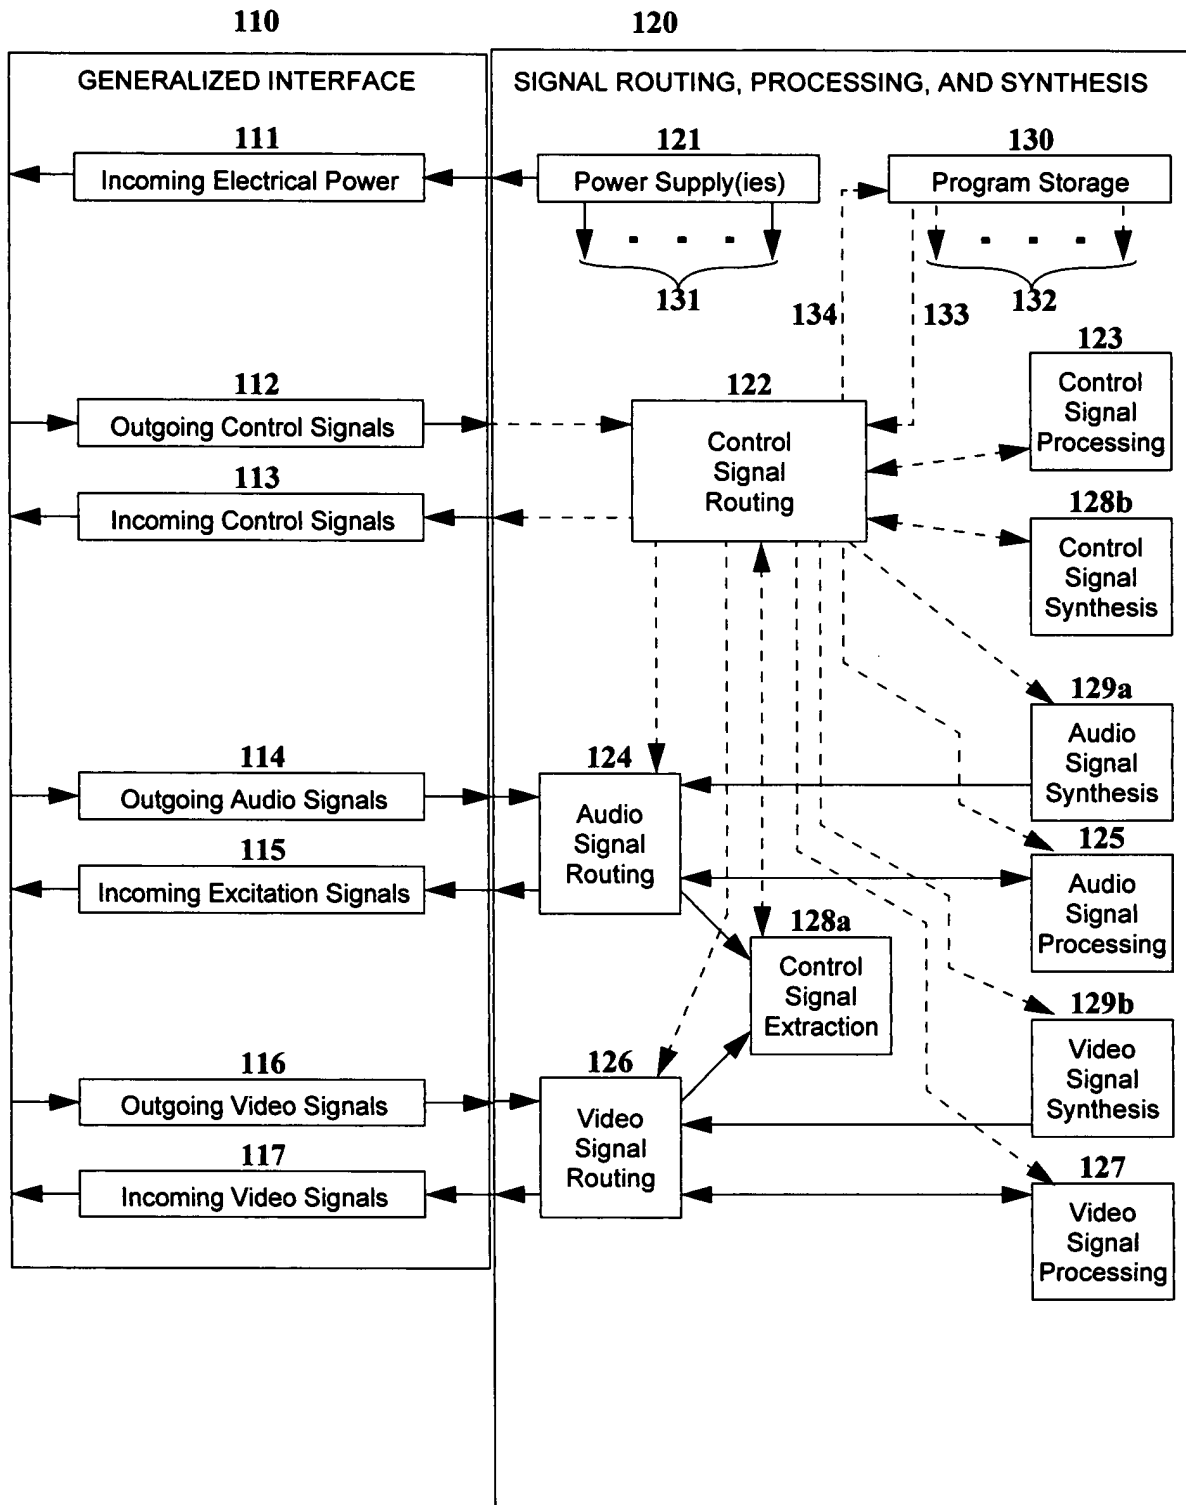 110
120
GENERALIZED INTERFACE
SIGNAL ROUTING, PROCESSING, AND SYNTHESIS
111
Incoming Electrical Power
121
Power Supply(ies)
130
Program Storage
131
132
134
133
112
Outgoing Control Signals
113
Incoming Control Signals
122
Control
Signal
Routing
123
Control
Signal
Processing
128b
Control
Signal
Synthesis
129a
Audio
Signal
Synthesis
114
Outgoing Audio Signals
115
Incoming Excitation Signals
124
Audio
Signal
Routing
125
Audio
Signal
Processing
128a
Control
Signal
Extraction
129b
Video
Signal
Synthesis
116
Outgoing Video Signals
117
Incoming Video Signals
126
Video
Signal
Routing
127
Video
Signal
Processing